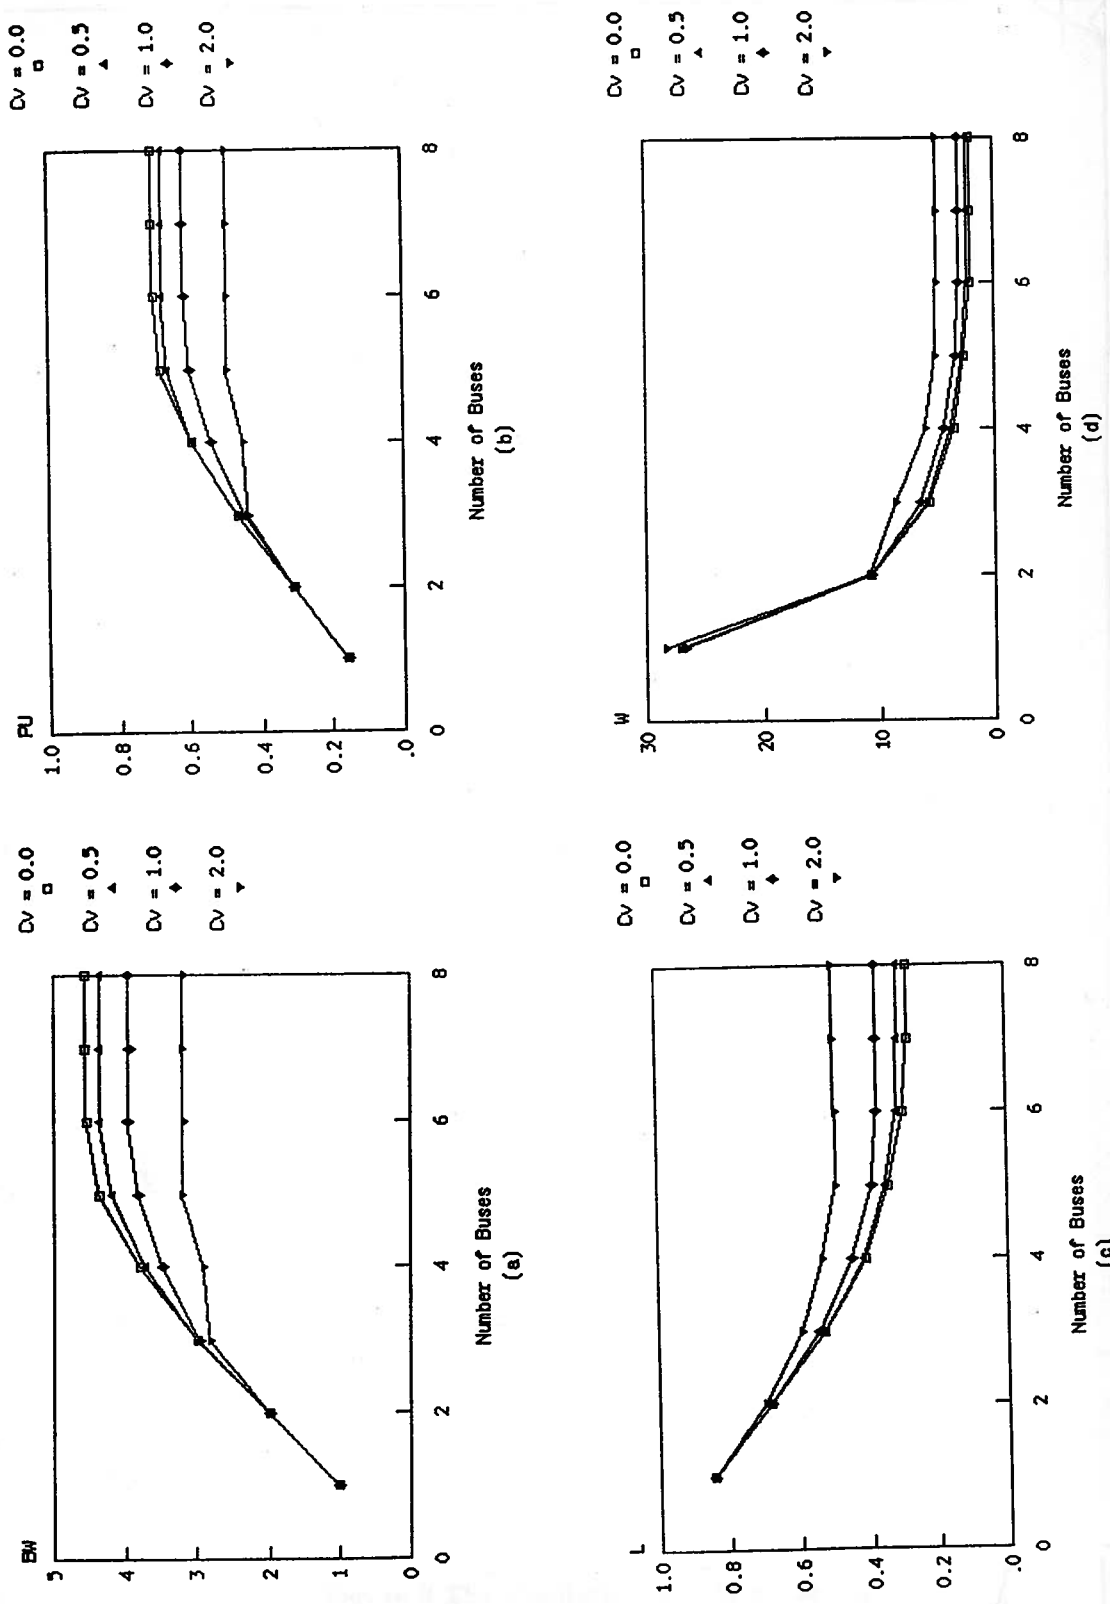 BW
5
4
3
2
1
0
0
2
4
6
8
Number of Buses
(a)
Cv = 0.0
Cv = 0.5
Cv = 1.0
Cv = 2.0
PU
1.0
0.8
0.6
0.4
0.2
.0
0
2
4
6
8
Number of Buses
(b)
Cv = 0.0
Cv = 0.5
Cv = 1.0
Cv = 2.0
L
1.0
0.8
0.6
0.4
0.2
.0
0
2
4
6
8
Number of Buses
(c)
Cv = 0.0
Cv = 0.5
Cv = 1.0
Cv = 2.0
W
30
20
10
0
0
2
4
6
8
Number of Buses
(d)
Cv = 0.0
Cv = 0.5
Cv = 1.0
Cv = 2.0